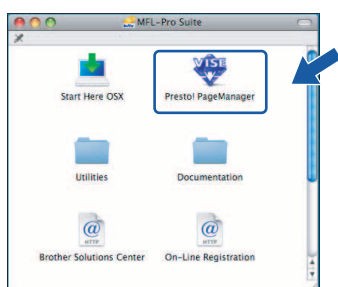 MFL-Pro Suite
VISE
Start Here OSX
Presto! PageManager
Utilities
Documentation
@
HTTP
@
HTTP
Brother Solutions Center
On-Line Registration